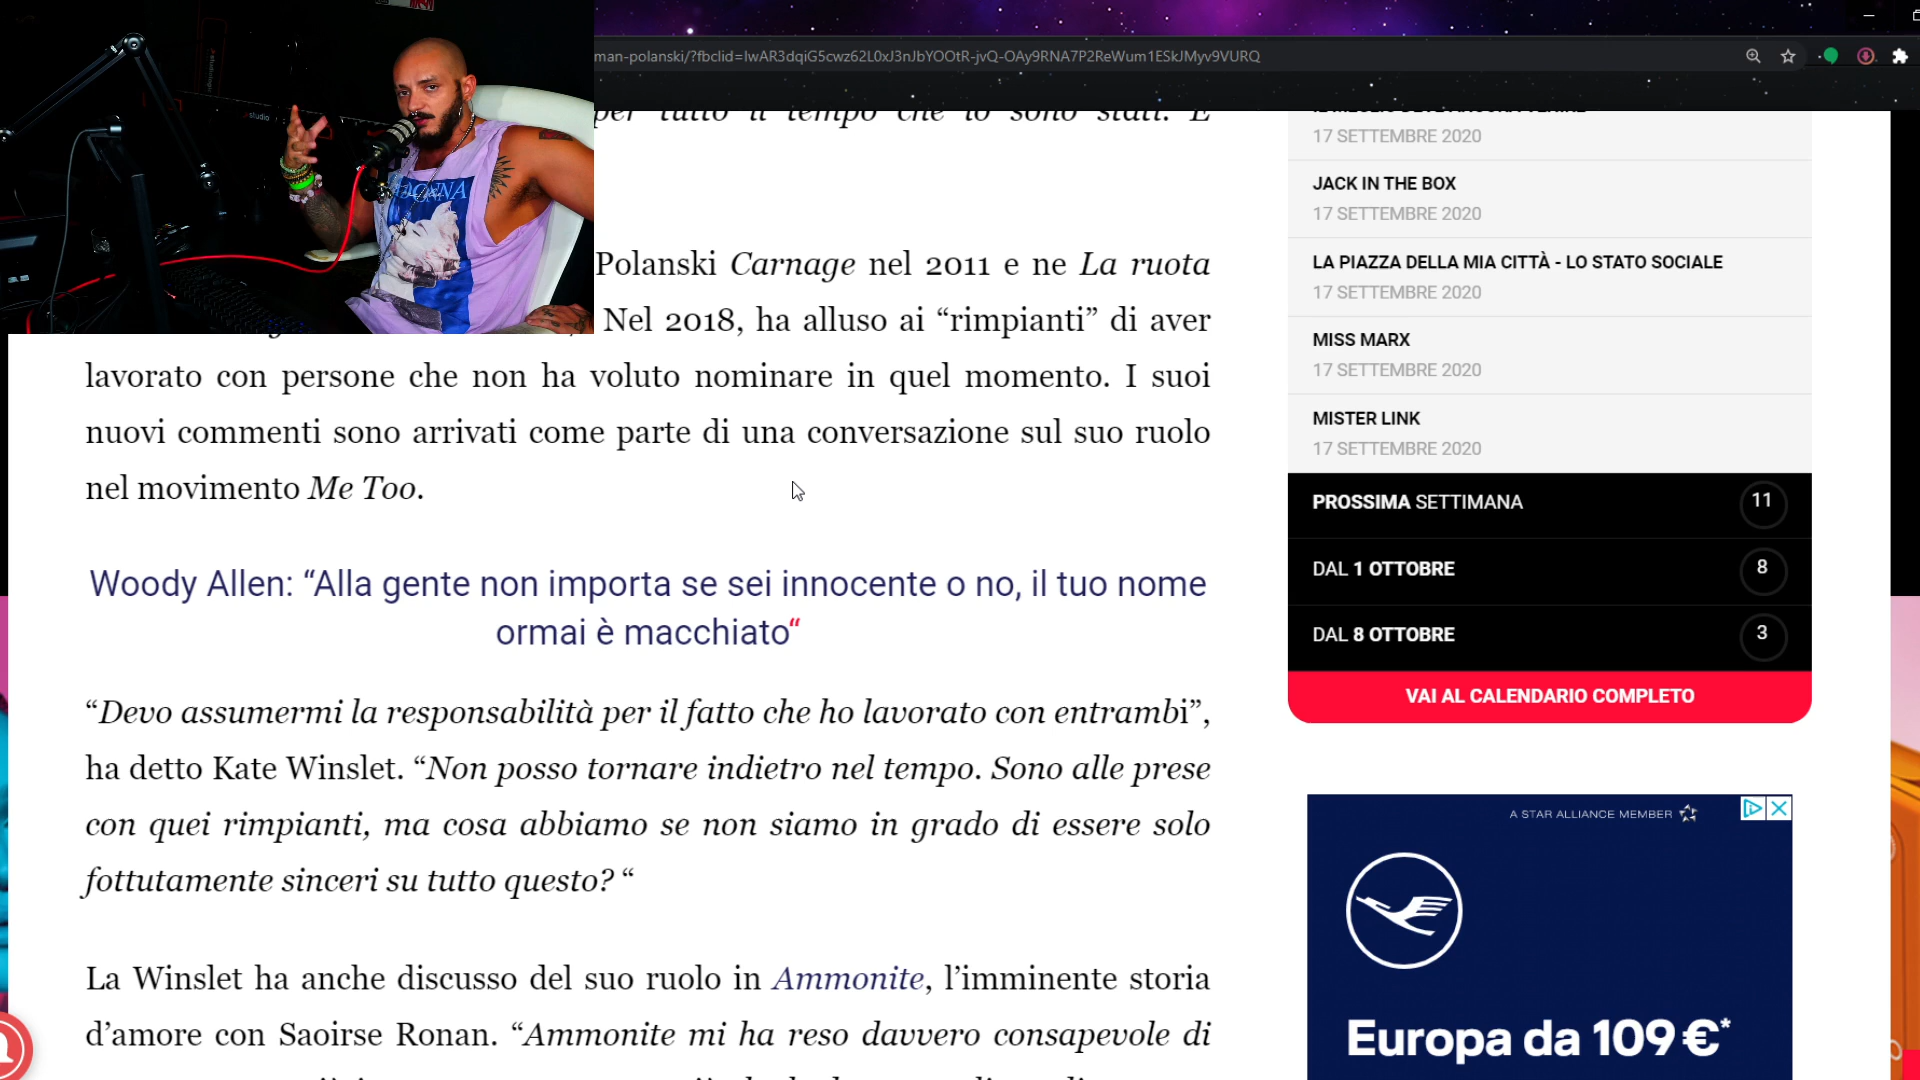 man-polanski/?fbclid=IwAR3dqiG5cwz62L0xJ3nJbYOOtR-jvQ-OAy9RNA7P2ReWum1ESkJMyv9VURQ
per tutto il tempo che lo sono stati. E
Polanski Carnage nel 2011 e ne La ruota
Nel 2018, ha alluso ai “rimpianti” di aver
lavorato con persone che non ha voluto nominare in quel momento. I suoi
nuovi commenti sono arrivati come parte di una conversazione sul suo ruolo
nel movimento Me Too.
Woody Allen: “Alla gente non importa se sei innocente o no, il tuo nome
ormai è macchiato“
“Devo assumermi la responsabilità per il fatto che ho lavorato con entrambi”,
ha detto Kate Winslet. “Non posso tornare indietro nel tempo. Sono alle prese
con quei rimpianti, ma cosa abbiamo se non siamo in grado di essere solo
fottutamente sinceri su tutto questo? “
La Winslet ha anche discusso del suo ruolo in Ammonite, l’imminente storia
d’amore con Saoirse Ronan. “Ammonite mi ha reso davvero consapevole di
17 SETTEMBRE 2020
JACK IN THE BOX
17 SETTEMBRE 2020
LA PIAZZA DELLA MIA CITTÀ - LO STATO SOCIALE
17 SETTEMBRE 2020
MISS MARX
17 SETTEMBRE 2020
MISTER LINK
17 SETTEMBRE 2020
PROSSIMA SETTIMANA 11
DAL 1 OTTOBRE 8
DAL 8 OTTOBRE 3
VAI AL CALENDARIO COMPLETO
A STAR ALLIANCE MEMBER
Europa da 109 €*